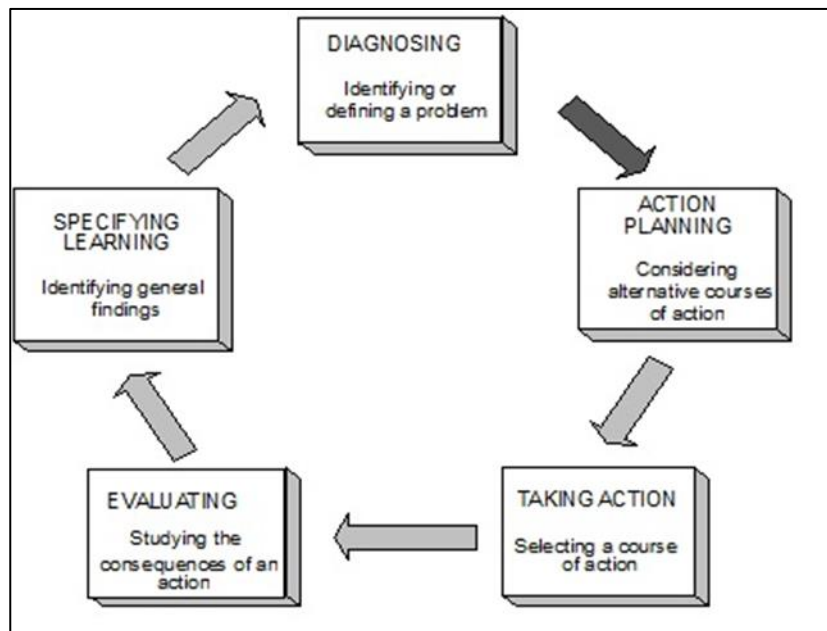 DIAGNOSING
Identifying or
defining a problem
ACTION
PLANNING
Considering
alternative courses
of action
TAKING ACTION
Selecting a course
of action
EVALUATING
Studying the
consequences of an
action
SPECIFYING
LEARNING
Identifying general
findings